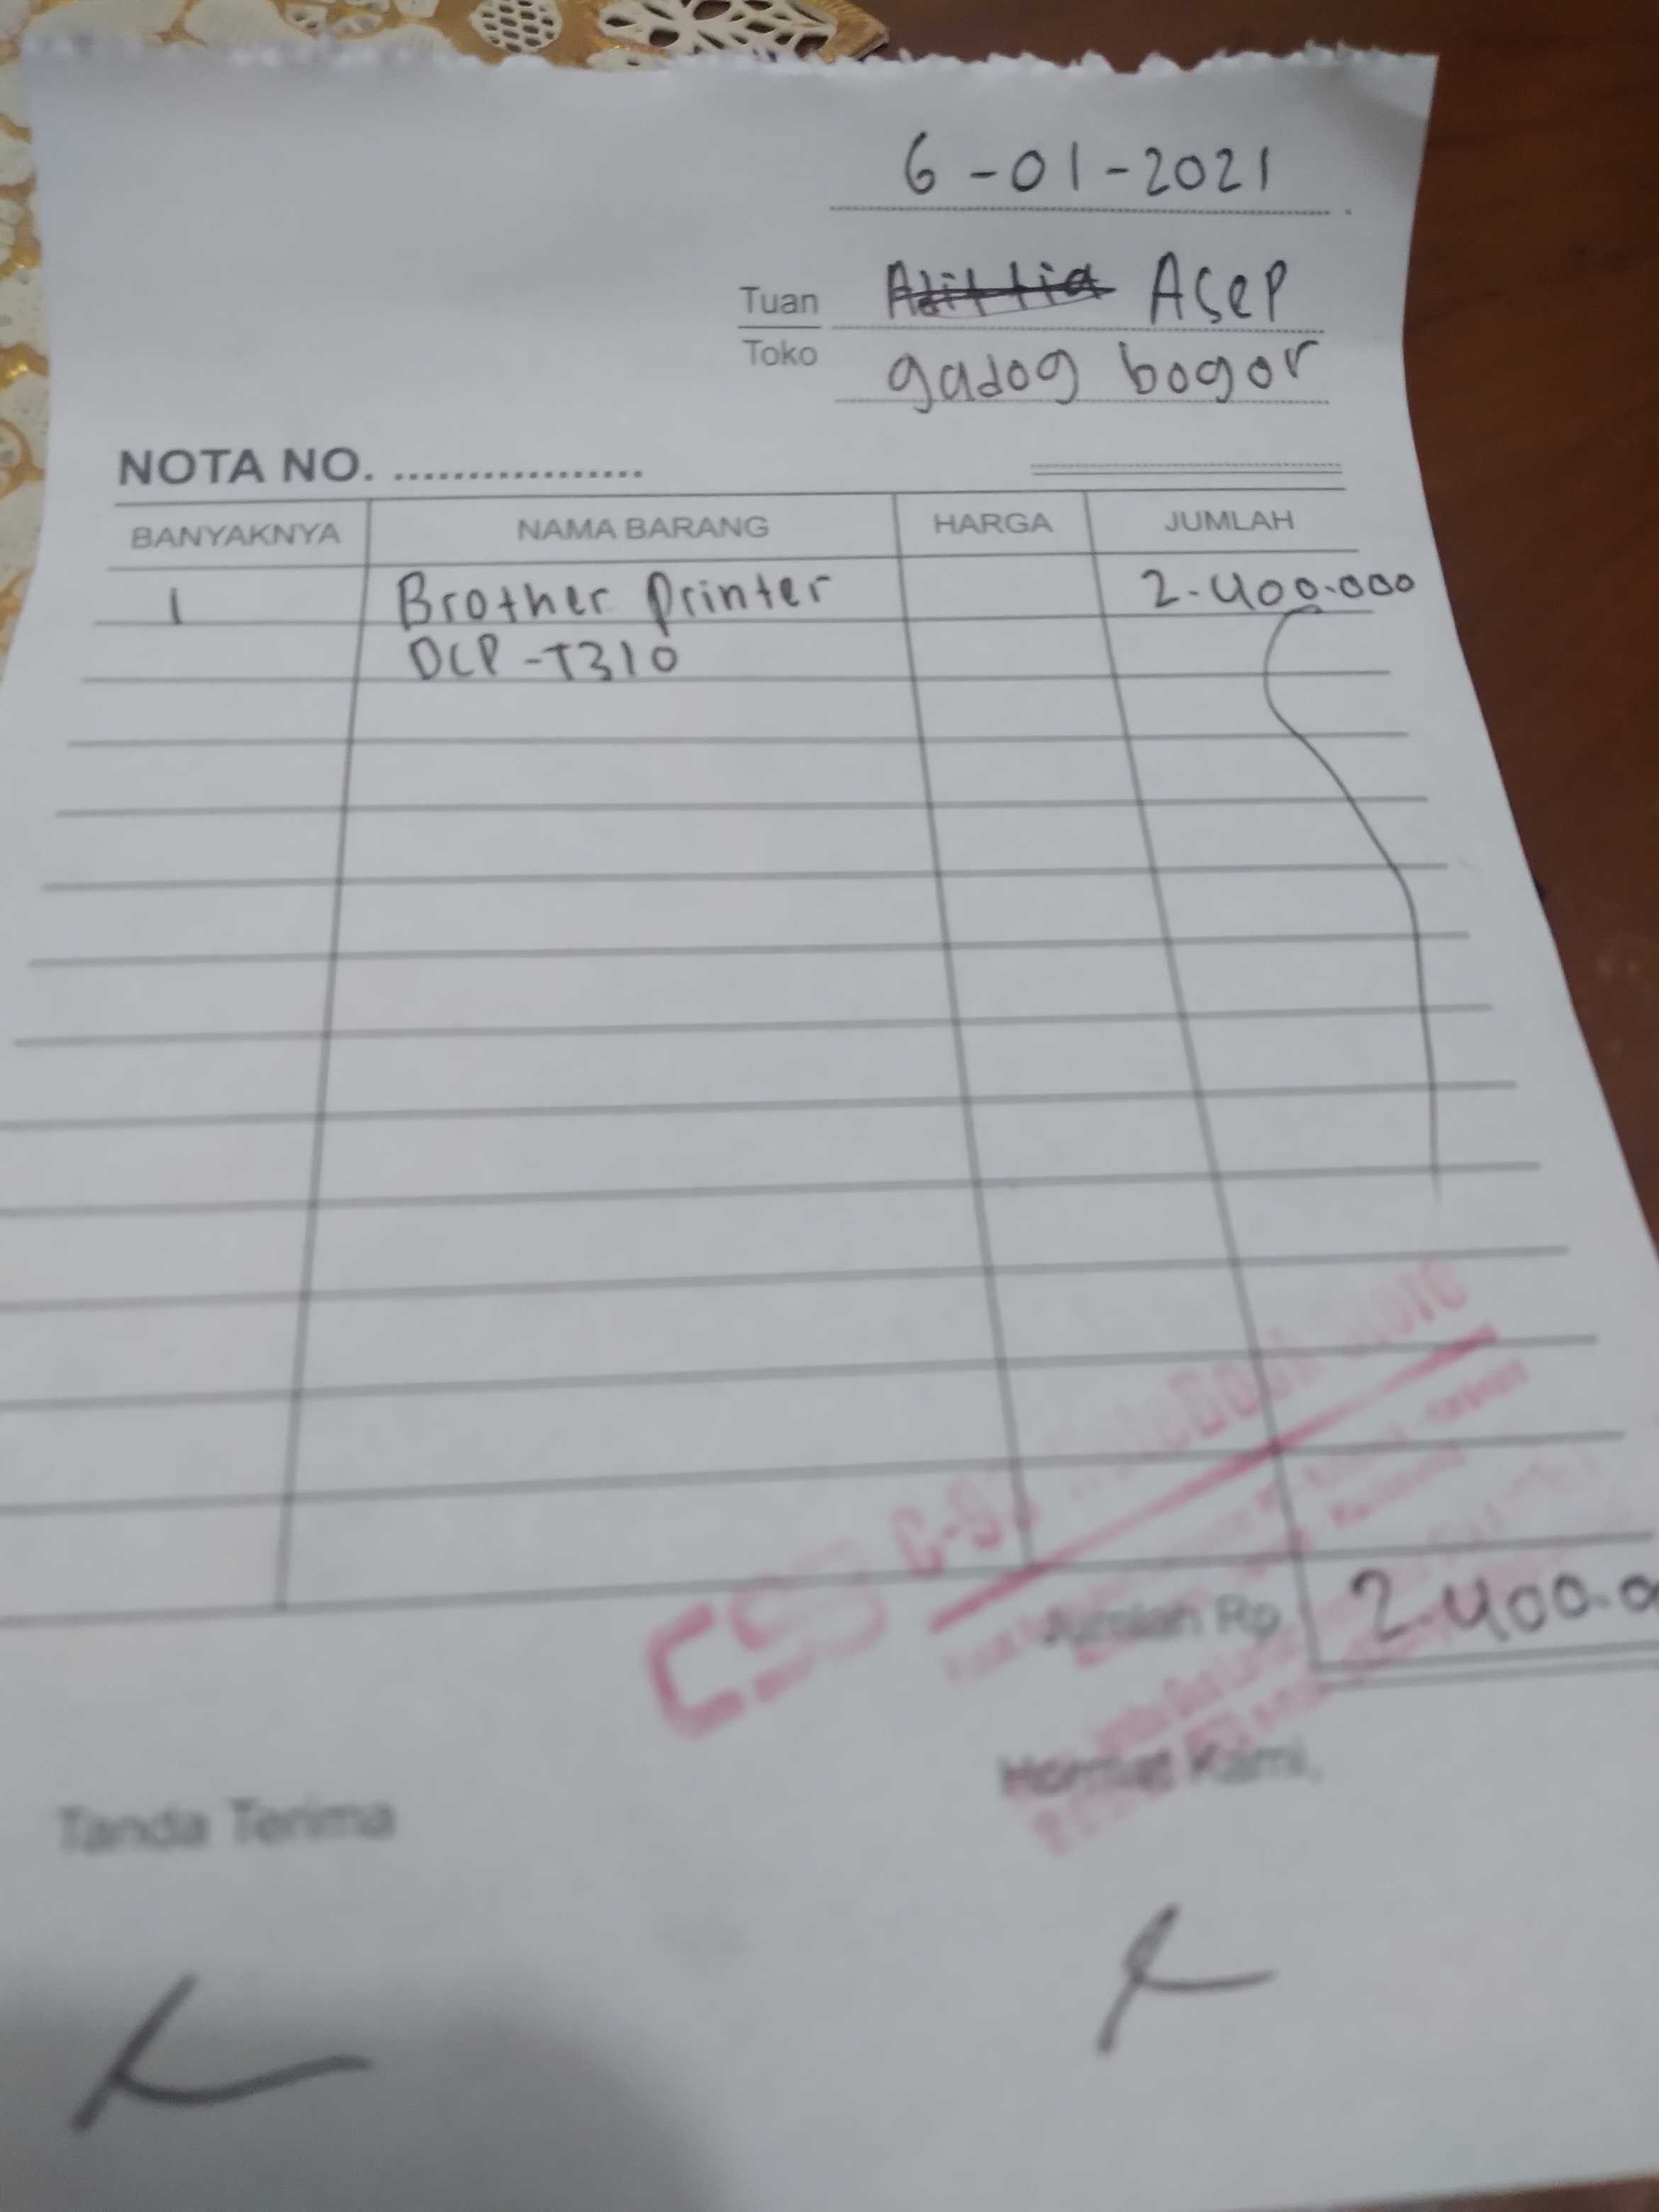 6-01-2021
Tuan Asep
Toko gadog bogor
NOTA NO. ..................
BANYAKNYA NAMA BARANG HARGA JUMLAH
1 Brother Printer 2.400.000
DCP-T310
Jumlah Rp. 2.400.0
Tanda Terima Hormat Kami,